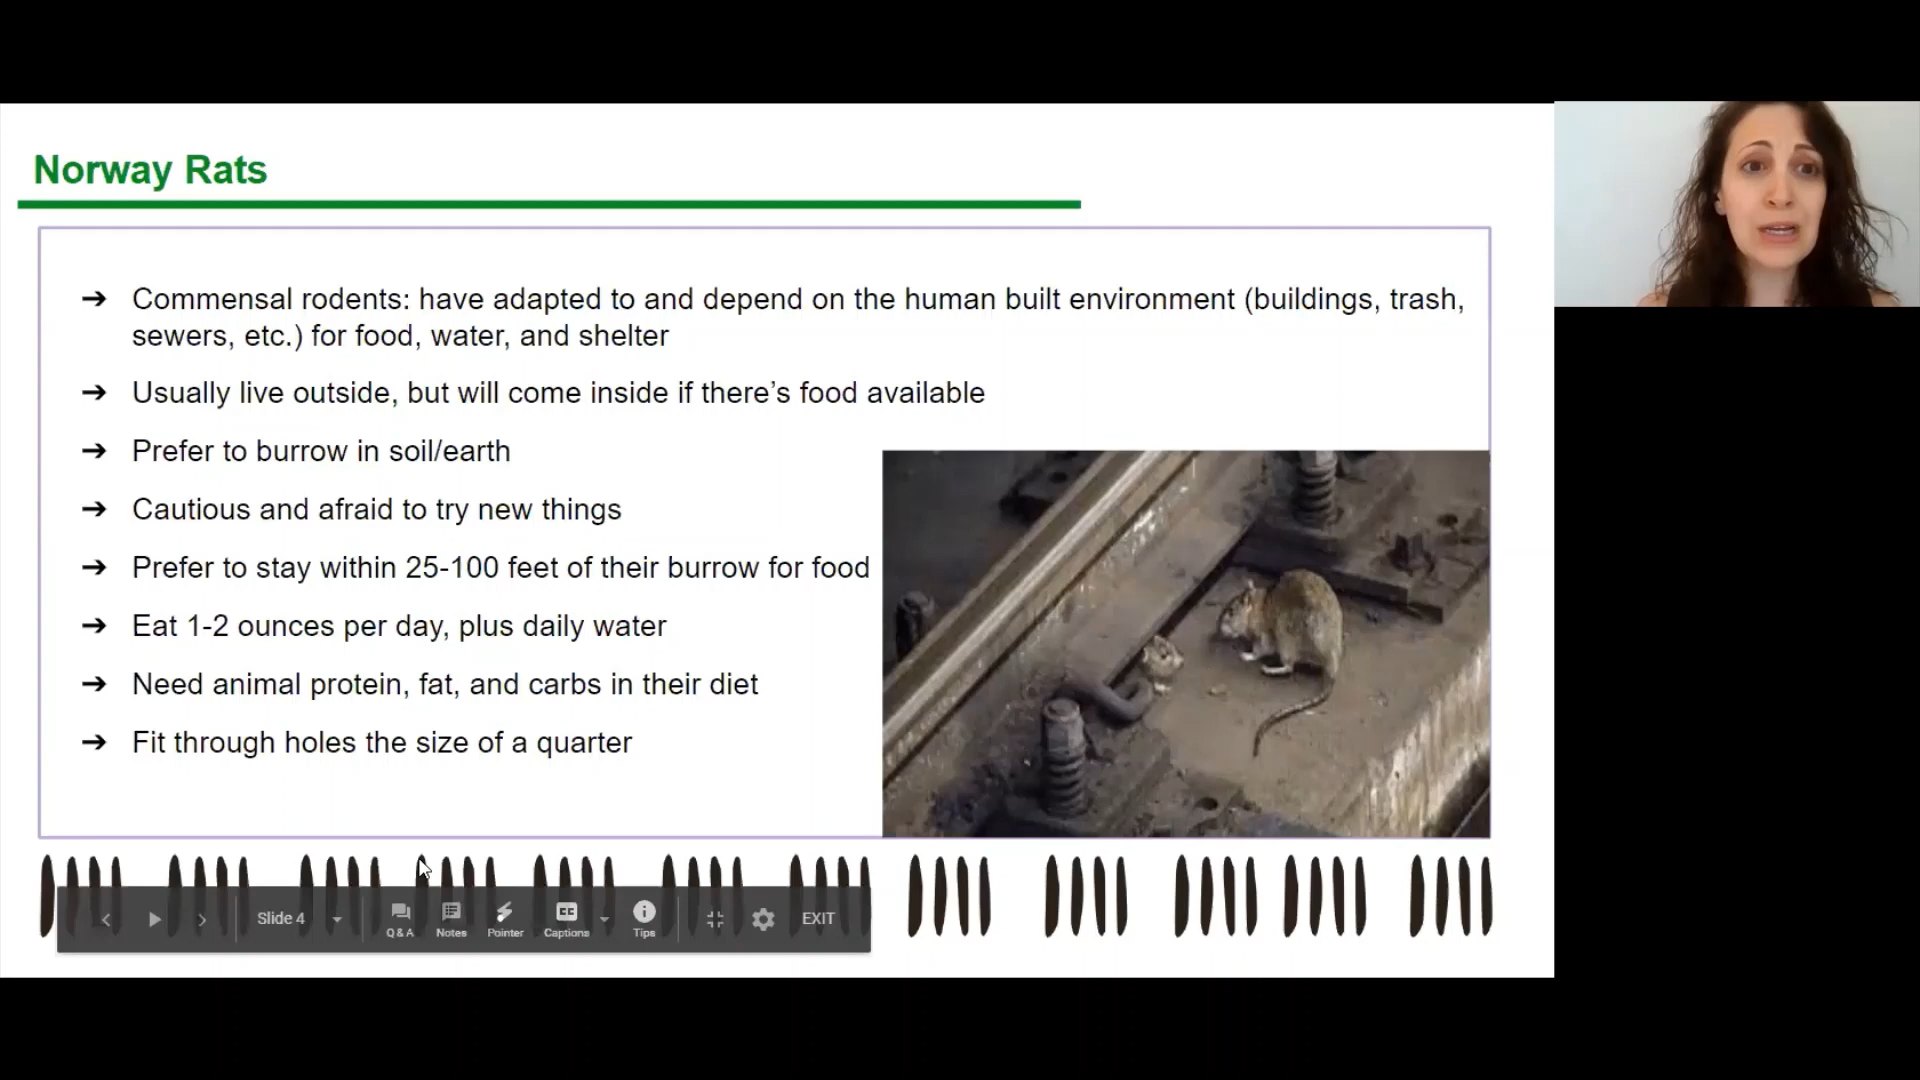 Norway Rats
➔ Commensal rodents: have adapted to and depend on the human built environment (buildings, trash,
sewers, etc.) for food, water, and shelter
➔ Usually live outside, but will come inside if there’s food available
➔ Prefer to burrow in soil/earth
➔ Cautious and afraid to try new things
➔ Prefer to stay within 25-100 feet of their burrow for food
➔ Eat 1-2 ounces per day, plus daily water
➔ Need animal protein, fat, and carbs in their diet
➔ Fit through holes the size of a quarter
Slide 4
Q & A
Notes
Pointer
CC
Captions
Tips
EXIT